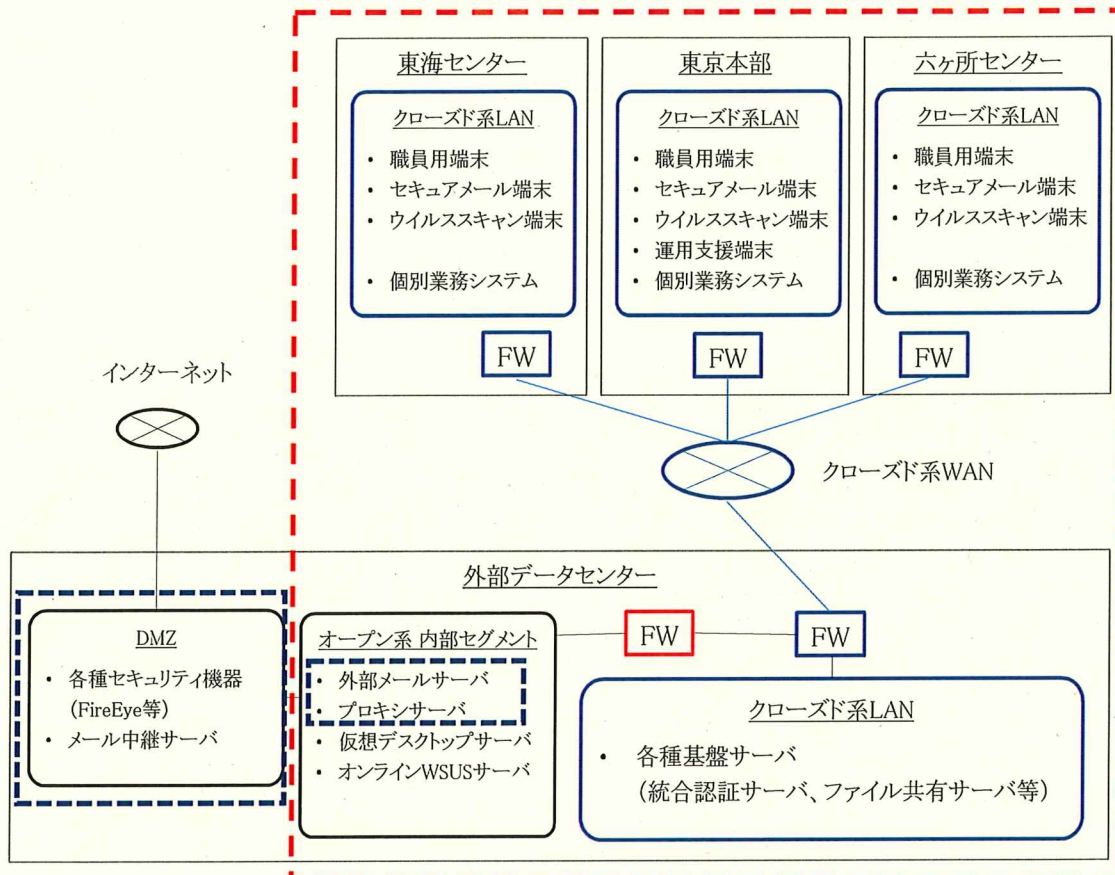 東海センター
クローズド系LAN
・ 職員用端末
・ セキュアメール端末
・ ウイルススキャン端末
・ 個別業務システム
FW
東京本部
クローズド系LAN
・ 職員用端末
・ セキュアメール端末
・ ウイルススキャン端末
・ 運用支援端末
・ 個別業務システム
FW
六ヶ所センター
クローズド系LAN
・ 職員用端末
・ セキュアメール端末
・ ウイルススキャン端末
・ 個別業務システム
FW
インターネット
クローズド系WAN
外部データセンター
DMZ
・ 各種セキュリティ機器
(FireEye等)
・ メール中継サーバ
オープン系 内部セグメント
・ 外部メールサーバ
・ プロキシサーバ
・ 仮想デスクトップサーバ
・ オンラインWSUSサーバ
FW
FW
クローズド系LAN
・ 各種基盤サーバ
(統合認証サーバ、ファイル共有サーバ等)